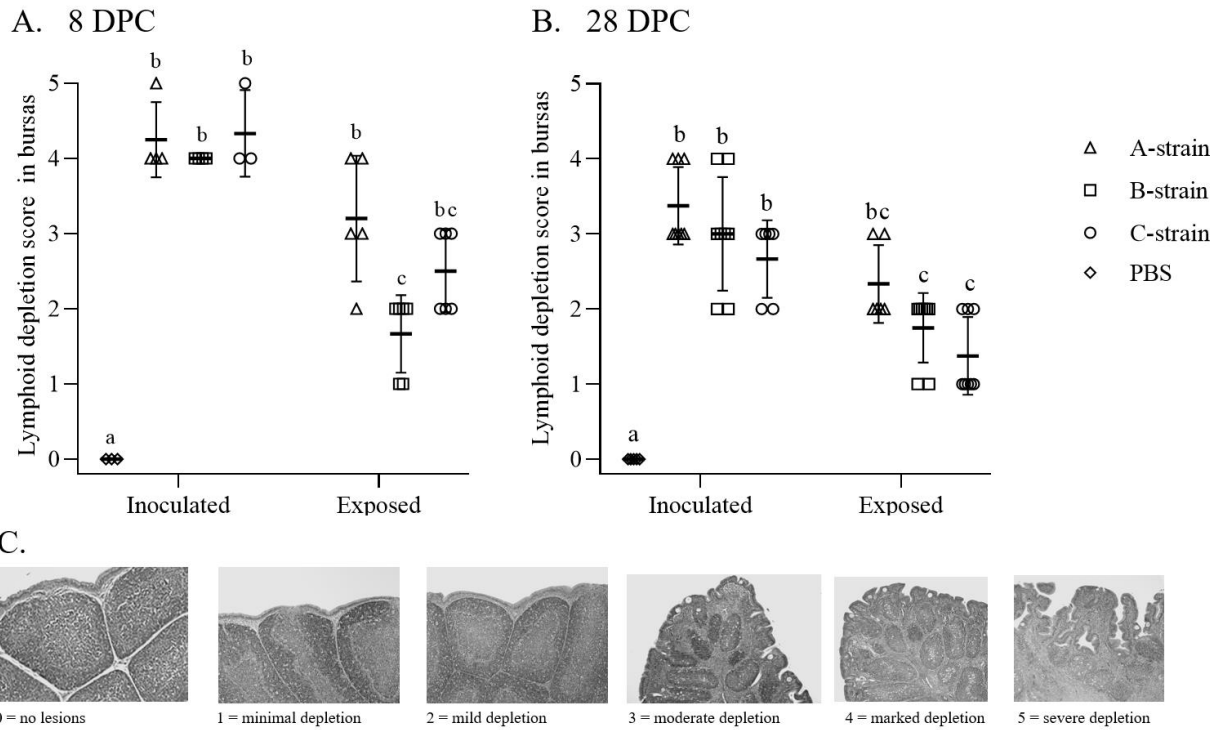 A. 8 DPC
B. 28 DPC
Lymphoid depletion score in bursas
5
4
3
2
1
0
a
b
b
b
b
c
bc
Inoculated
Exposed
Lymphoid depletion score in bursas
5
4
3
2
1
0
a
b
b
b
bc
c
c
Inoculated
Exposed
A-strain
B-strain
C-strain
PBS
C.
0 = no lesions
1 = minimal depletion
2 = mild depletion
3 = moderate depletion
4 = marked depletion
5 = severe depletion